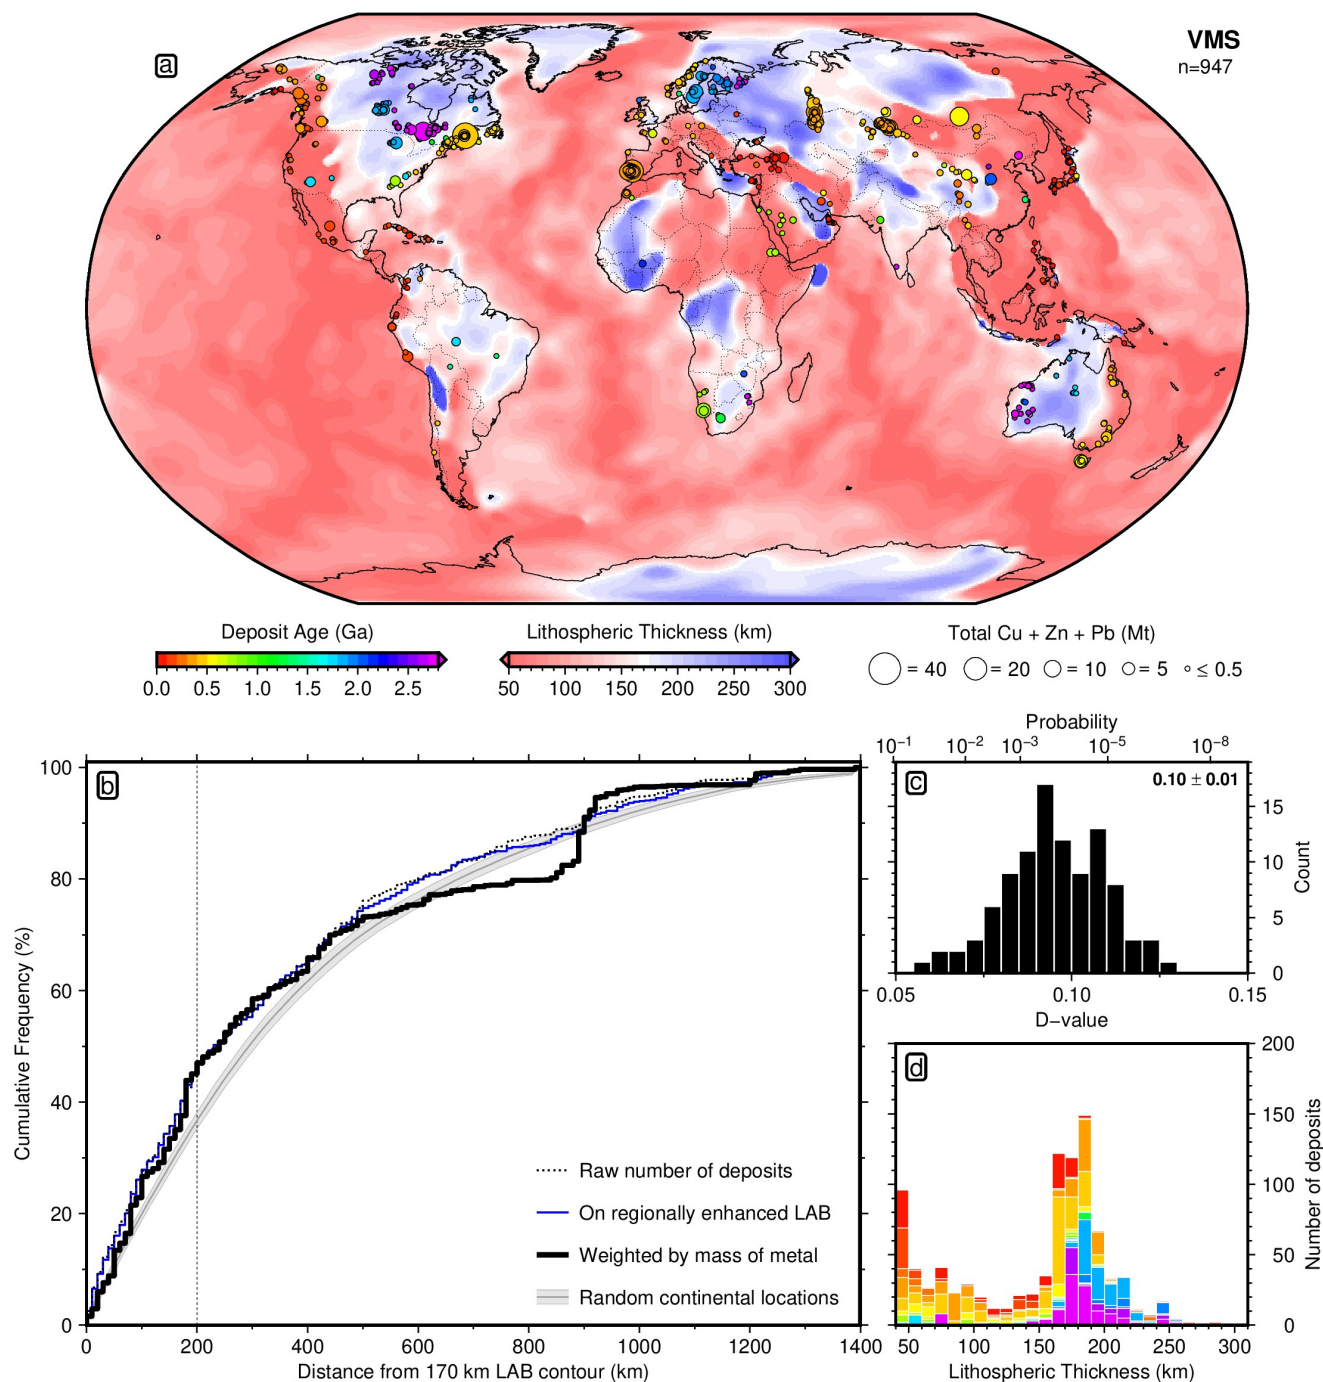 a
VMS
n=947
Deposit Age (Ga)
0.0 0.5 1.0 1.5 2.0 2.5
Lithospheric Thickness (km)
50 100 150 200 250 300
Total Cu + Zn + Pb (Mt)
= 40 = 20 = 10 = 5 ≤ 0.5
b
Cumulative Frequency (%)
100
80
60
40
20
0
Raw number of deposits
On regionally enhanced LAB
Weighted by mass of metal
Random continental locations
0 200 400 600 800 1000 1200 1400
Distance from 170 km LAB contour (km)
Probability
10−1 10−2 10−3 10−5 10−8
c
0.10 ± 0.01
15
10
5
0
Count
0.05 0.10 0.15
D−value
d
200
150
100
50
0
Number of deposits
50 100 150 200 250 300
Lithospheric Thickness (km)